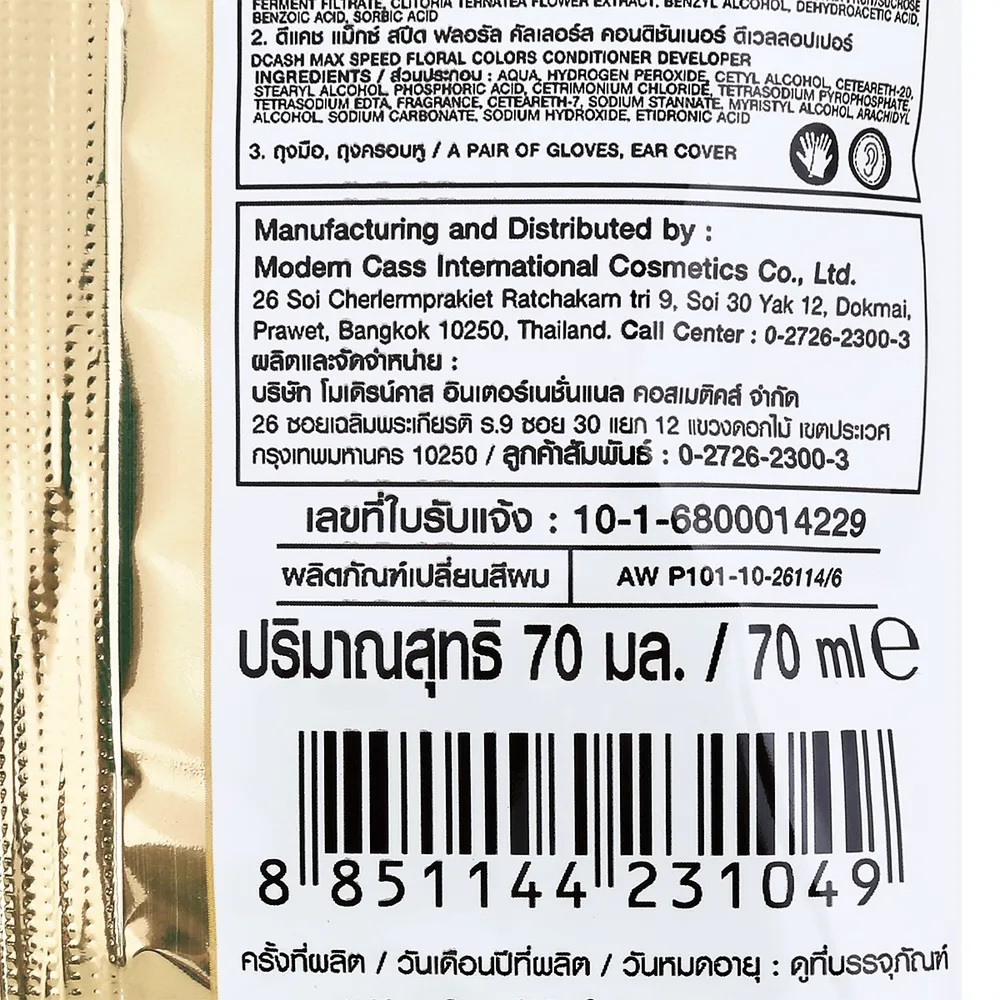 FERMENT FILTRATE, CLITORIA TERNATEA FLOWER EXTRACT, BENZYL ALCOHOL, DEHYDROACETIC ACID,
BENZOIC ACID, SORBIC ACID
2. ดีแคช แม็กซ์ สปีด ฟลอรัล คัลเลอร์ส คอนดิชันเนอร์ ดีเวลลอปเปอร์
DCASH MAX SPEED FLORAL COLORS CONDITIONER DEVELOPER
INGREDIENTS / ส่วนประกอบ : AQUA, HYDROGEN PEROXIDE, CETYL ALCOHOL, CETEARETH-20,
STEARYL ALCOHOL, PHOSPHORIC ACID, CETRIMONIUM CHLORIDE, TETRASODIUM PYROPHOSPHATE,
TETRASODIUM EDTA, FRAGRANCE, CETEARETH-7, SODIUM STANNATE, MYRISTYL ALCOHOL, ARACHIDYL
ALCOHOL, SODIUM CARBONATE, SODIUM HYDROXIDE, ETIDRONIC ACID
3. ถุงมือ, ถุงครอบหู / A PAIR OF GLOVES, EAR COVER
Manufacturing and Distributed by :
Modern Cass International Cosmetics Co., Ltd.
26 Soi Cherlermprakiet Ratchakarn tri 9, Soi 30 Yak 12, Dokmai,
Prawet, Bangkok 10250, Thailand. Call Center : 0-2726-2300-3
ผลิตและจัดจำหน่าย :
บริษัท โมเดิร์นคาส อินเตอร์เนชั่นแนล คอสเมติคส์ จำกัด
26 ซอยเฉลิมพระเกียรติ ร.9 ซอย 30 แยก 12 แขวงดอกไม้ เขตประเวศ
กรุงเทพมหานคร 10250 / ลูกค้าสัมพันธ์ : 0-2726-2300-3
เลขที่ใบรับแจ้ง : 10-1-6800014229
ผลิตภัณฑ์เปลี่ยนสีผม AW P101-10-26114/6
ปริมาณสุทธิ 70 มล. / 70 ml ℮
8 851144 231049
ครั้งที่ผลิต / วันเดือนปีที่ผลิต / วันหมดอายุ : ดูที่บรรจุภัณฑ์